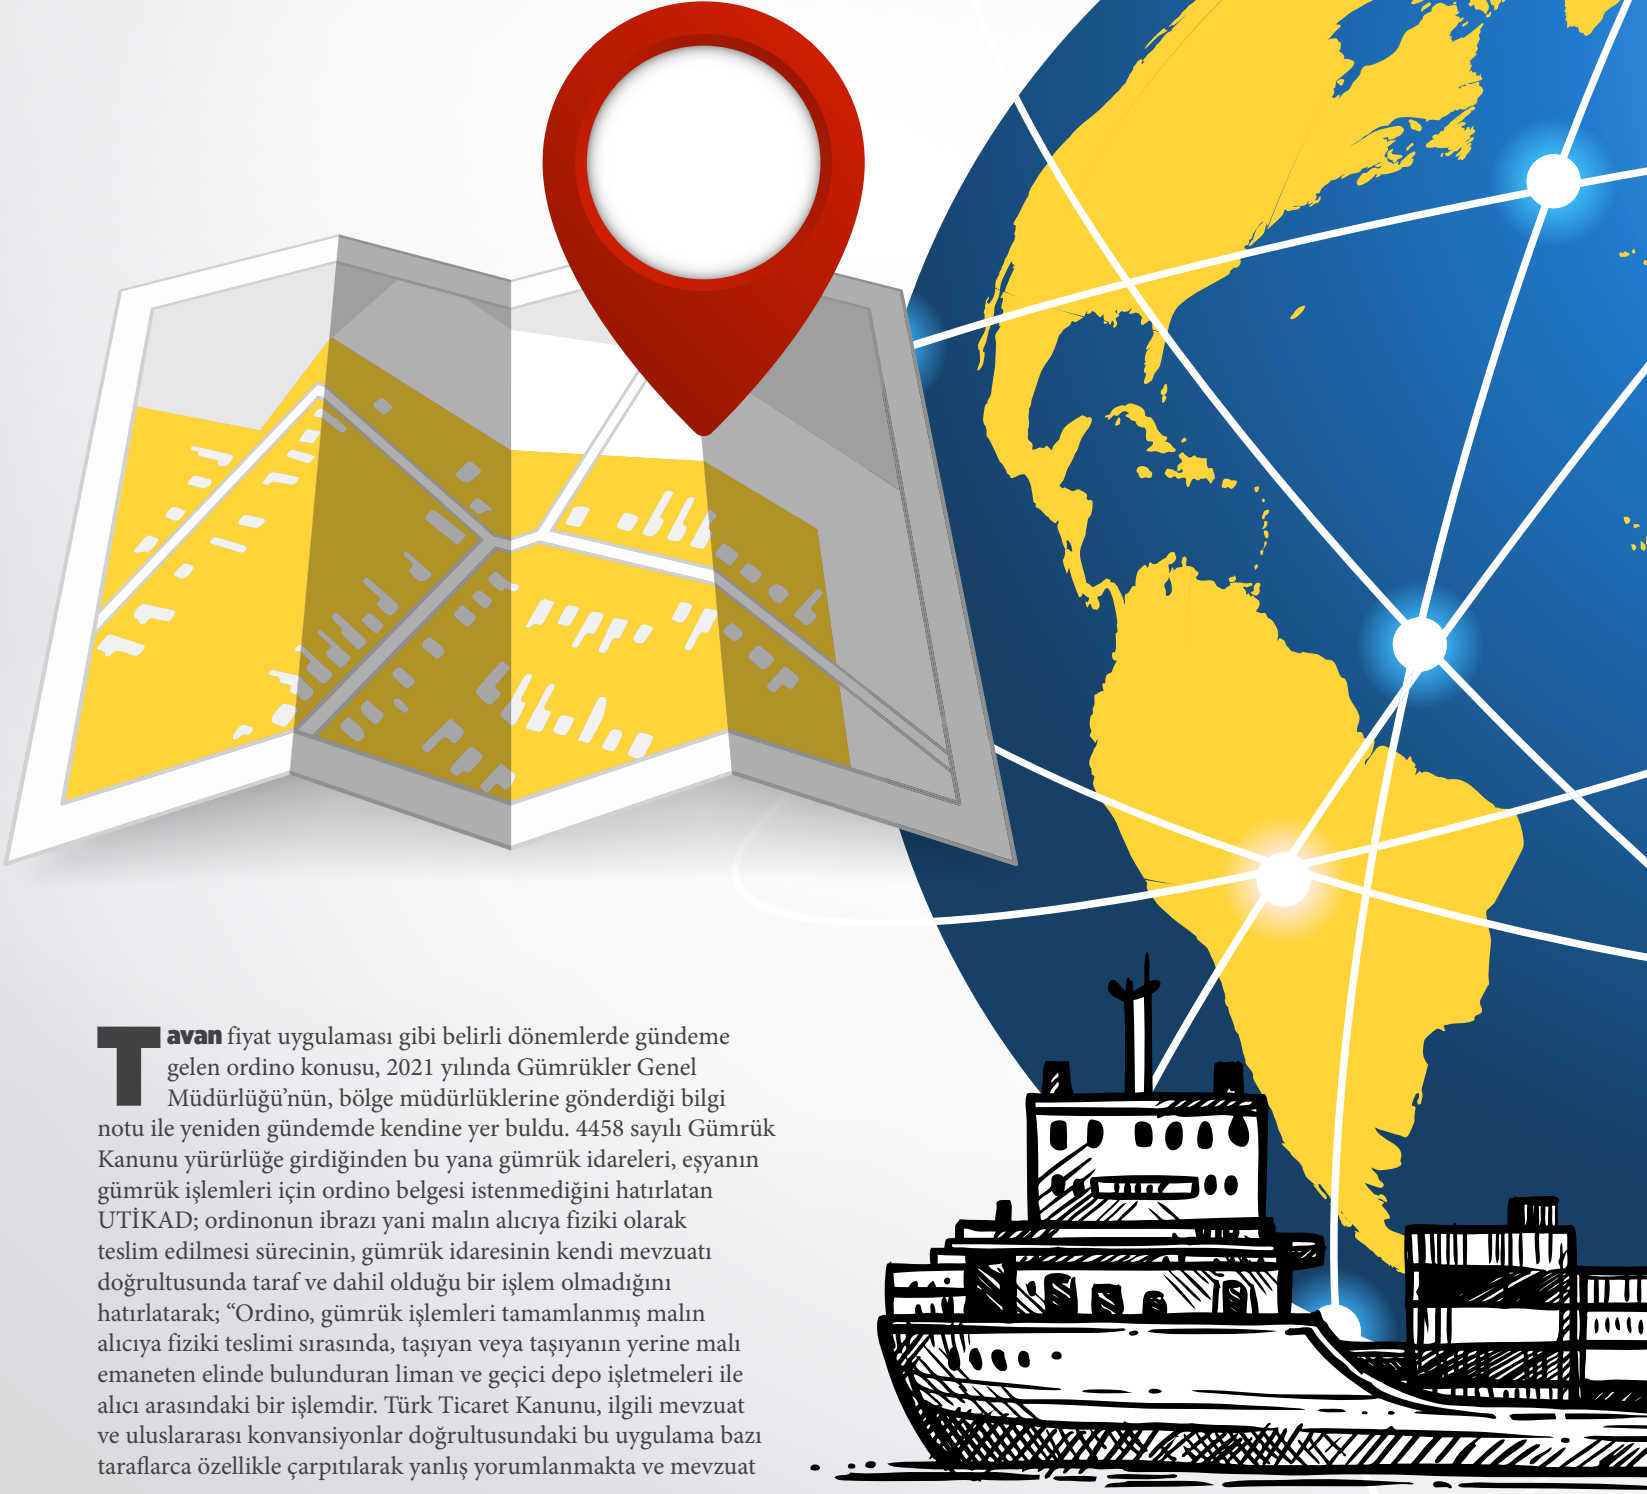 Tavan fiyat uygulaması gibi belirli dönemlerde gündeme
gelen ordino konusu, 2021 yılında Gümrükler Genel
Müdürlüğü’nün, bölge müdürlüklerine gönderdiği bilgi
notu ile yeniden gündemde kendine yer buldu. 4458 sayılı Gümrük
Kanunu yürürlüğe girdiğinden bu yana gümrük idareleri, eşyanın
gümrük işlemleri için ordino belgesi istenmediğini hatırlatan
UTİKAD; ordinonun ibrazı yani malın alıcıya fiziki olarak
teslim edilmesi sürecinin, gümrük idaresinin kendi mevzuatı
doğrultusunda taraf ve dahil olduğu bir işlem olmadığını
hatırlatarak; “Ordino, gümrük işlemleri tamamlanmış malın
alıcıya fiziki teslimi sırasında, taşıyan veya taşıyanın yerine malı
emaneten elinde bulunduran liman ve geçici depo işletmeleri ile
alıcı arasındaki bir işlemdir. Türk Ticaret Kanunu, ilgili mevzuat
ve uluslararası konvansiyonlar doğrultusundaki bu uygulama bazı
taraflarca özellikle çarpıtılarak yanlış yorumlanmakta ve mevzuat